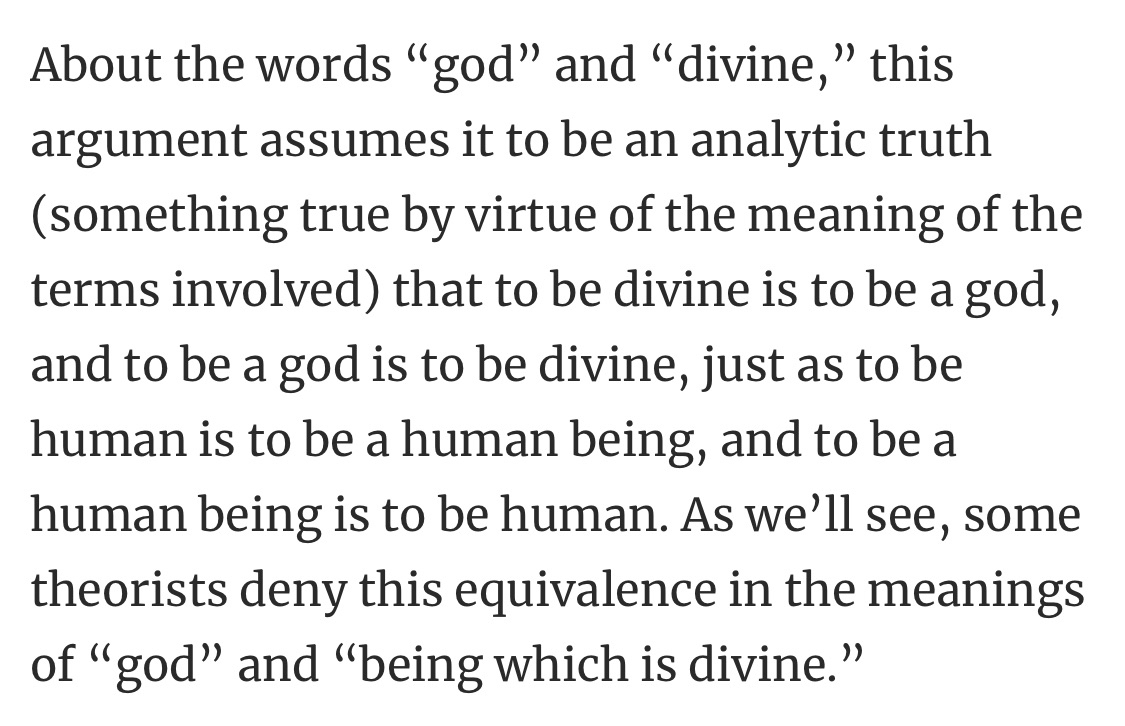 About the words “god” and “divine,” this
argument assumes it to be an analytic truth
(something true by virtue of the meaning of the
terms involved) that to be divine is to be a god,
and to be a god is to be divine, just as to be
human is to be a human being, and to be a
human being is to be human. As we’ll see, some
theorists deny this equivalence in the meanings
of “god” and “being which is divine.”